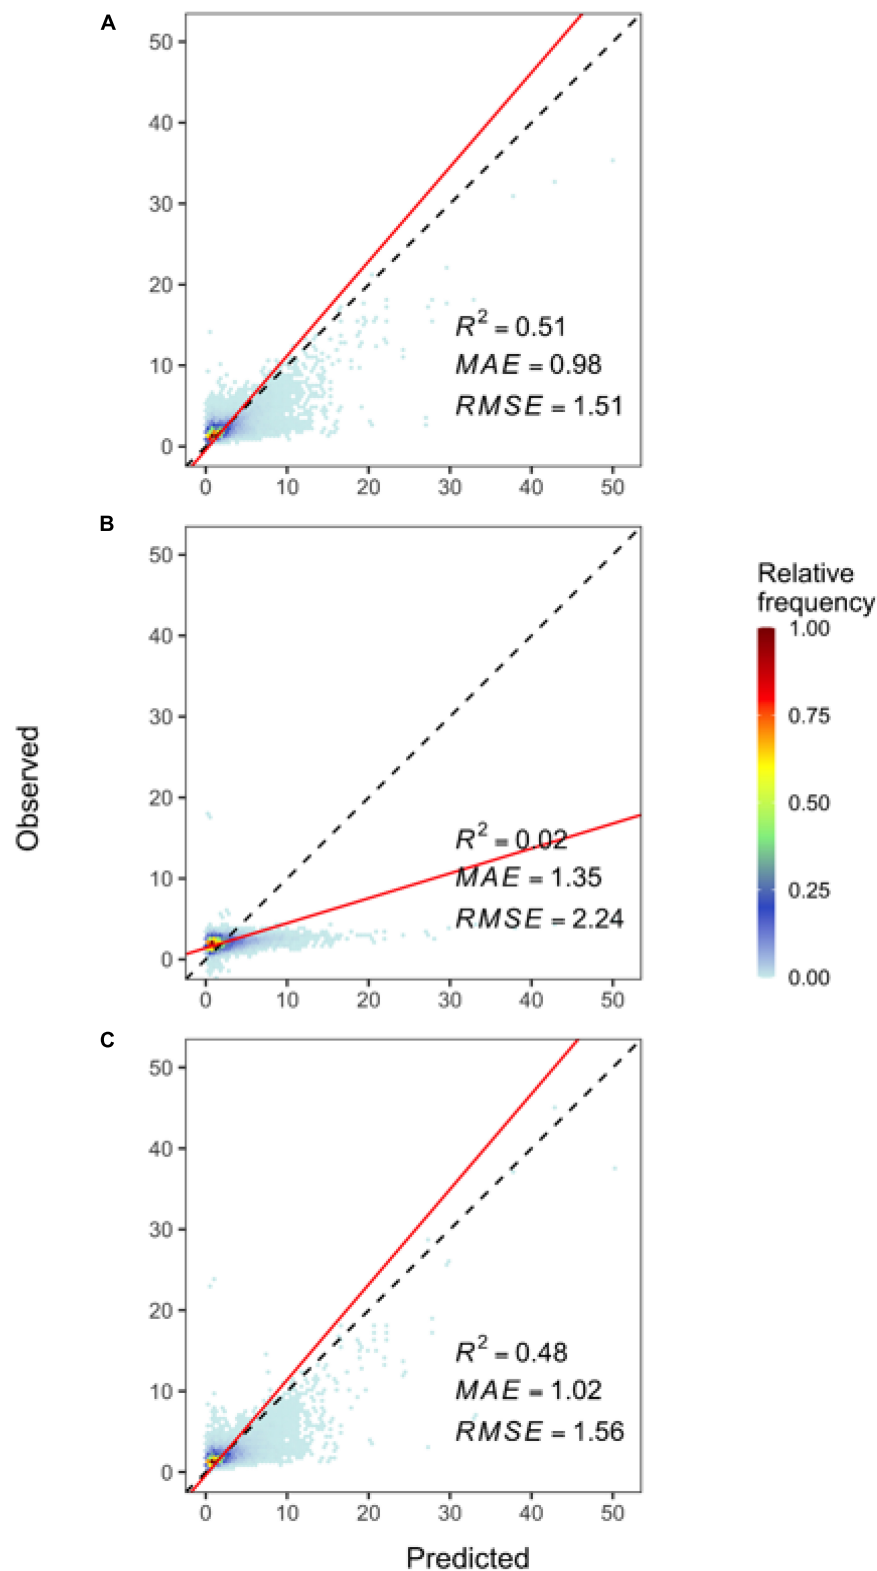 A
50
40
30
20
10
0
R² = 0.51
MAE = 0.98
RMSE = 1.51
0 10 20 30 40 50
B
50
40
30
20
10
0
R² = 0.02
MAE = 1.35
RMSE = 2.24
0 10 20 30 40 50
C
50
40
30
20
10
0
R² = 0.48
MAE = 1.02
RMSE = 1.56
0 10 20 30 40 50
Observed
Predicted
Relative
frequency
1.00
0.75
0.50
0.25
0.00